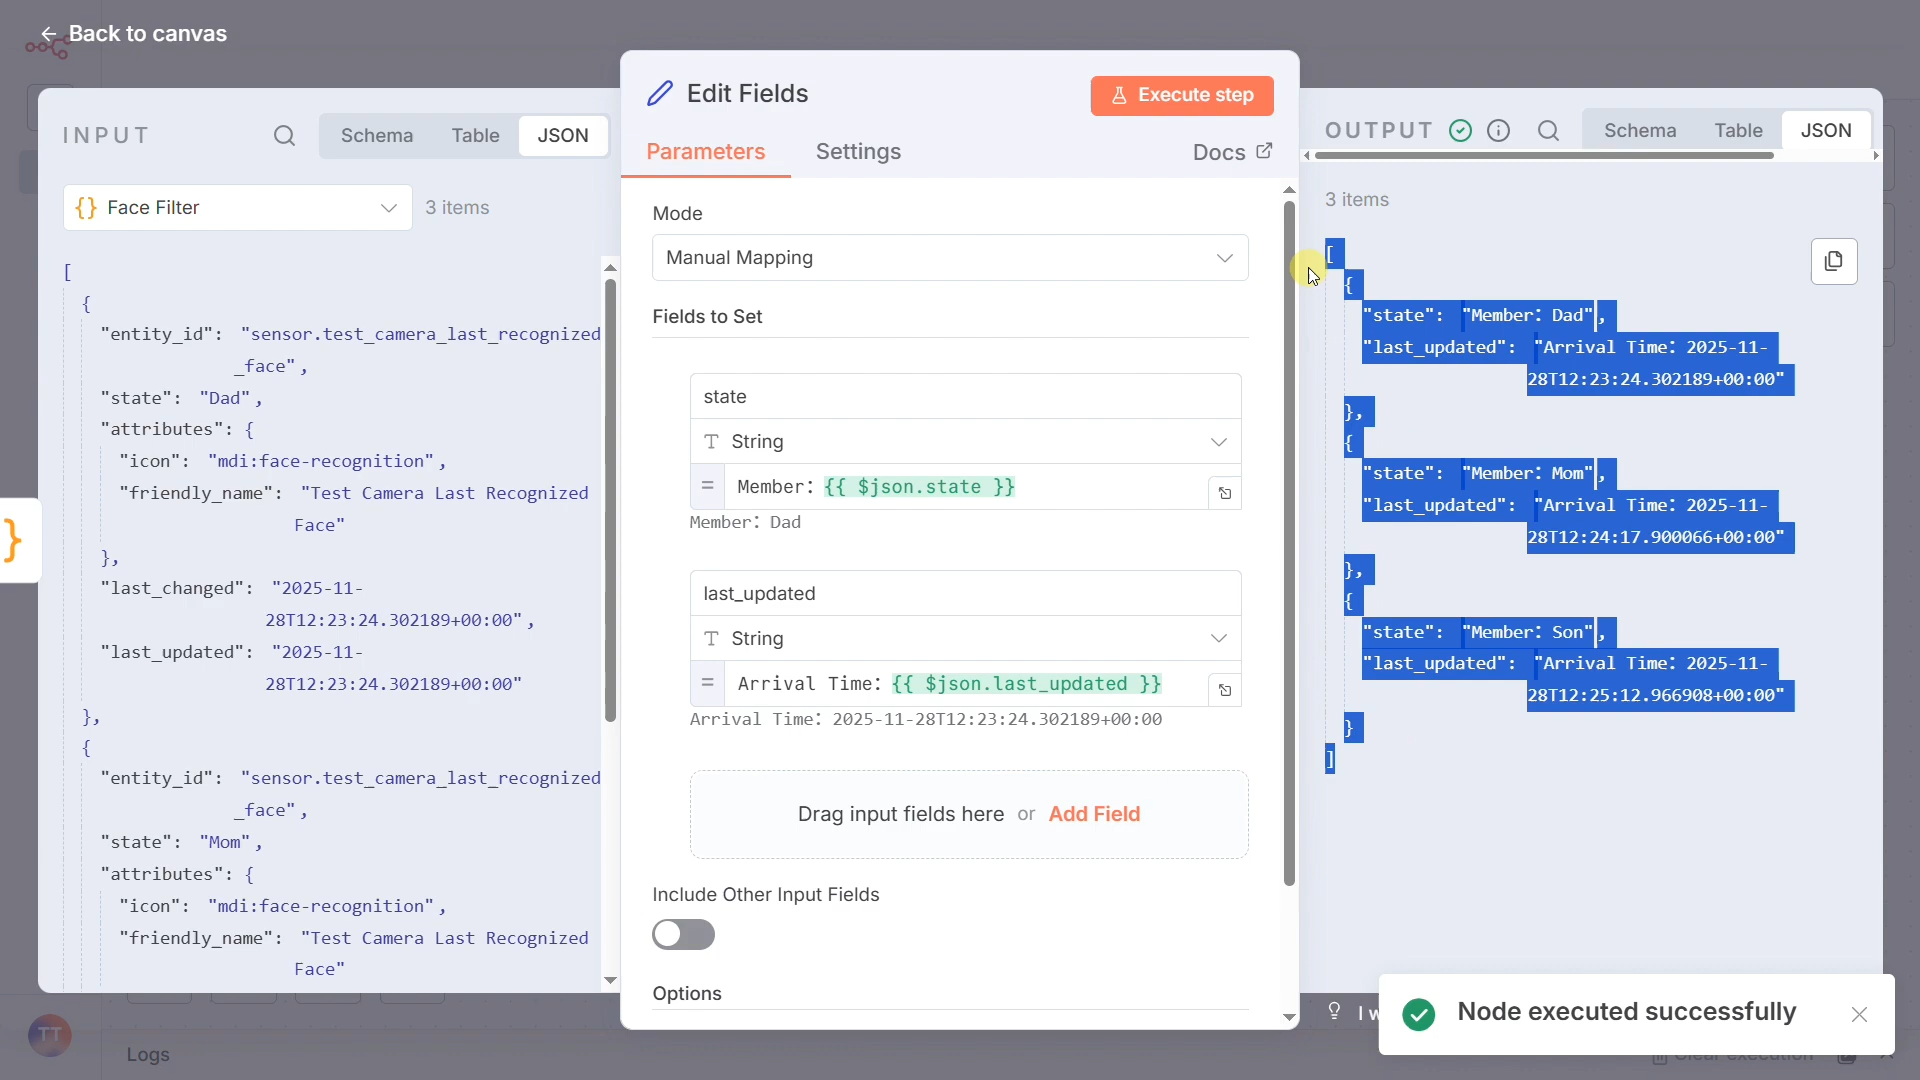 Back to canvas
INPUT
Schema Table JSON
Face Filter
3 items
[
{
"entity_id": "sensor.test_camera_last_recognized
_face",
"state": "Dad",
"attributes": {
"icon": "mdi:face-recognition",
"friendly_name": "Test Camera Last Recognized
Face"
},
"last_changed": "2025-11-
28T12:23:24.302189+00:00",
"last_updated": "2025-11-
28T12:23:24.302189+00:00"
},
{
"entity_id": "sensor.test_camera_last_recognized
_face",
"state": "Mom",
"attributes": {
"icon": "mdi:face-recognition",
"friendly_name": "Test Camera Last Recognized
Face"
Edit Fields
Execute step
Parameters Settings Docs
Mode
Manual Mapping
Fields to Set
state
String
= Member: {{ $json.state }}
Member: Dad
last_updated
String
= Arrival Time: {{ $json.last_updated }}
Arrival Time: 2025-11-28T12:23:24.302189+00:00
Drag input fields here or Add Field
Include Other Input Fields
Options
OUTPUT
Schema Table JSON
3 items
[
{
"state": "Member: Dad",
"last_updated": "Arrival Time: 2025-11-
28T12:23:24.302189+00:00"
},
{
"state": "Member: Mom",
"last_updated": "Arrival Time: 2025-11-
28T12:24:17.900066+00:00"
},
{
"state": "Member: Son",
"last_updated": "Arrival Time: 2025-11-
28T12:25:12.966908+00:00"
}
]
I
Node executed successfully
TT
Logs
Clear execution